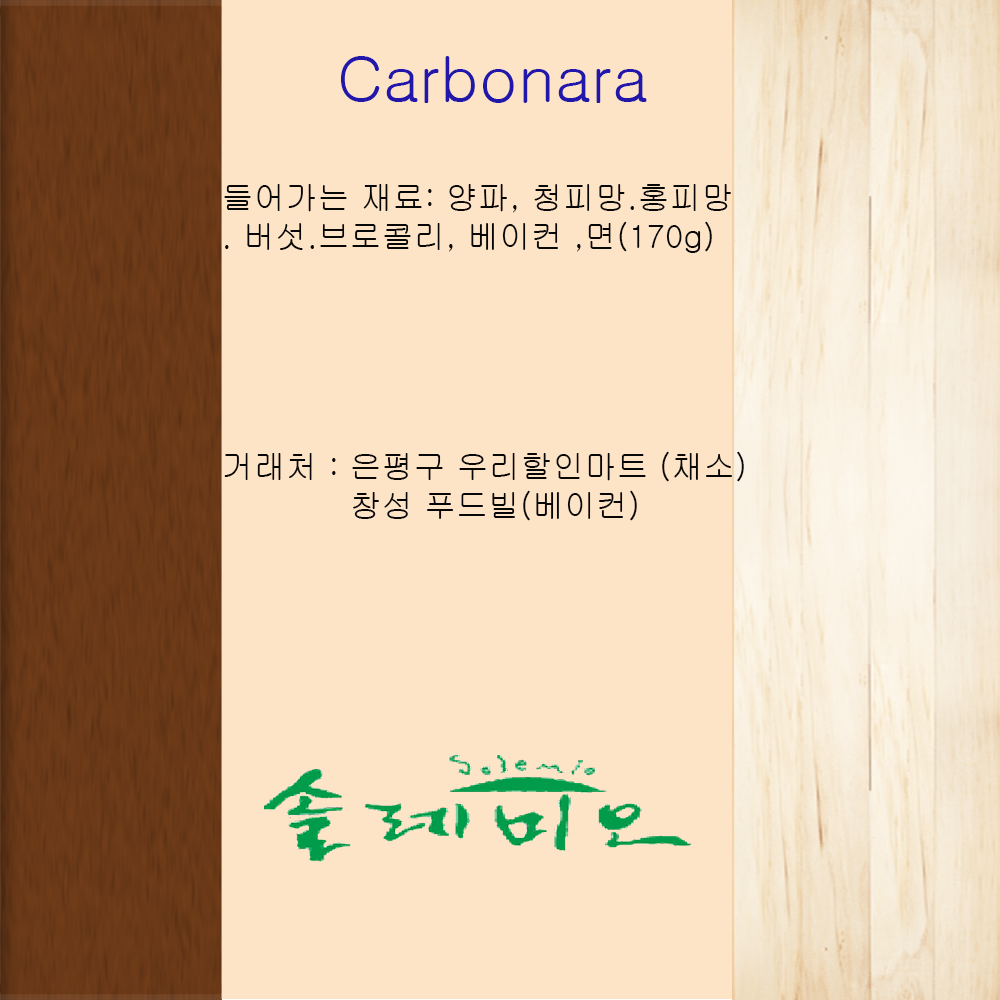 Carbonara
들어가는 재료: 양파, 청피망.홍피망
. 버섯.브로콜리, 베이컨 ,면(170g)
거래처 : 은평구 우리할인마트 (채소)
창성 푸드빌(베이컨)
Solemio
솔레미오